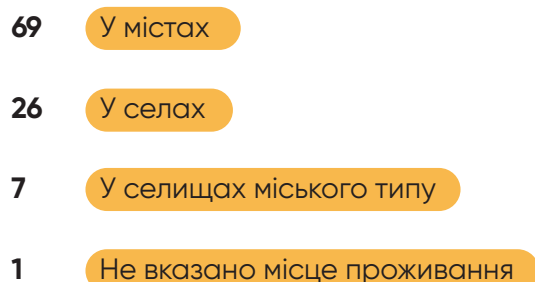 69 У містах
26 У селах
7 У селищах міського типу
1 Не вказано місце проживання